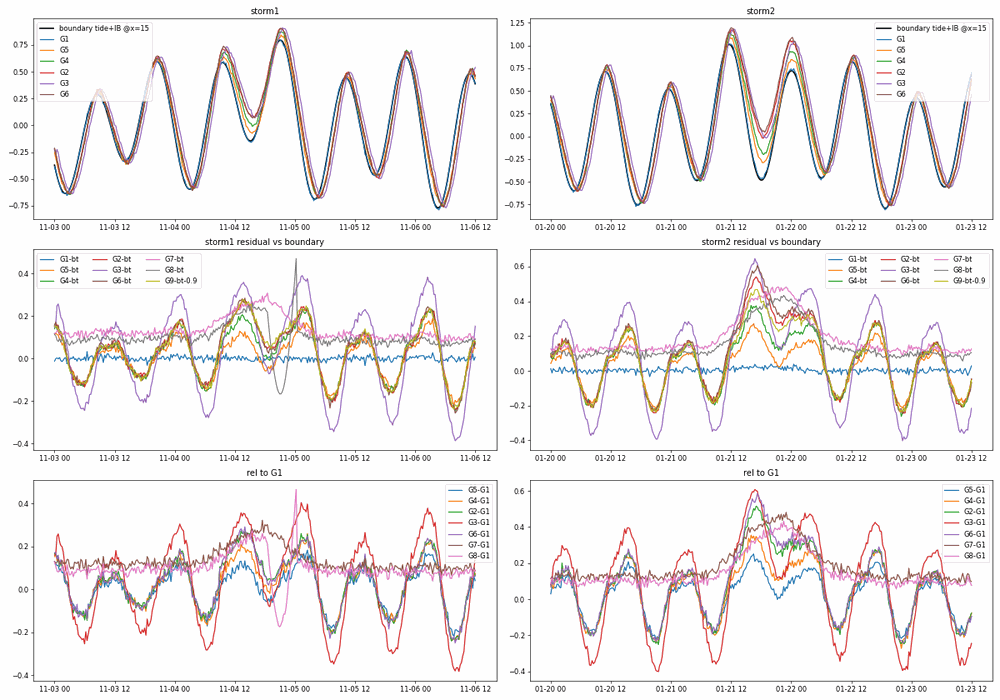 storm1
0.75
0.50
0.25
0.00
−0.25
−0.50
−0.75
boundary tide+IB @x=15
G1
G5
G4
G2
G3
G6
11-03 00 11-03 12 11-04 00 11-04 12 11-05 00 11-05 12 11-06 00 11-06 12
storm2
1.25
1.00
0.75
0.50
0.25
0.00
−0.25
−0.50
−0.75
boundary tide+IB @x=15
G1
G5
G4
G2
G3
G6
01-20 00 01-20 12 01-21 00 01-21 12 01-22 00 01-22 12 01-23 00 01-23 12
storm1 residual vs boundary
0.4
0.2
0.0
−0.2
−0.4
G1-bt G2-bt G7-bt
G5-bt G3-bt G8-bt
G4-bt G6-bt G9-bt-0.9
11-03 00 11-03 12 11-04 00 11-04 12 11-05 00 11-05 12 11-06 00 11-06 12
storm2 residual vs boundary
0.6
0.4
0.2
0.0
−0.2
−0.4
G1-bt G2-bt G7-bt
G5-bt G3-bt G8-bt
G4-bt G6-bt G9-bt-0.9
01-20 00 01-20 12 01-21 00 01-21 12 01-22 00 01-22 12 01-23 00 01-23 12
rel to G1
0.4
0.2
0.0
−0.2
−0.4
G5-G1
G4-G1
G2-G1
G3-G1
G6-G1
G7-G1
G8-G1
11-03 00 11-03 12 11-04 00 11-04 12 11-05 00 11-05 12 11-06 00 11-06 12
rel to G1
0.6
0.4
0.2
0.0
−0.2
−0.4
G5-G1
G4-G1
G2-G1
G3-G1
G6-G1
G7-G1
G8-G1
01-20 00 01-20 12 01-21 00 01-21 12 01-22 00 01-22 12 01-23 00 01-23 12